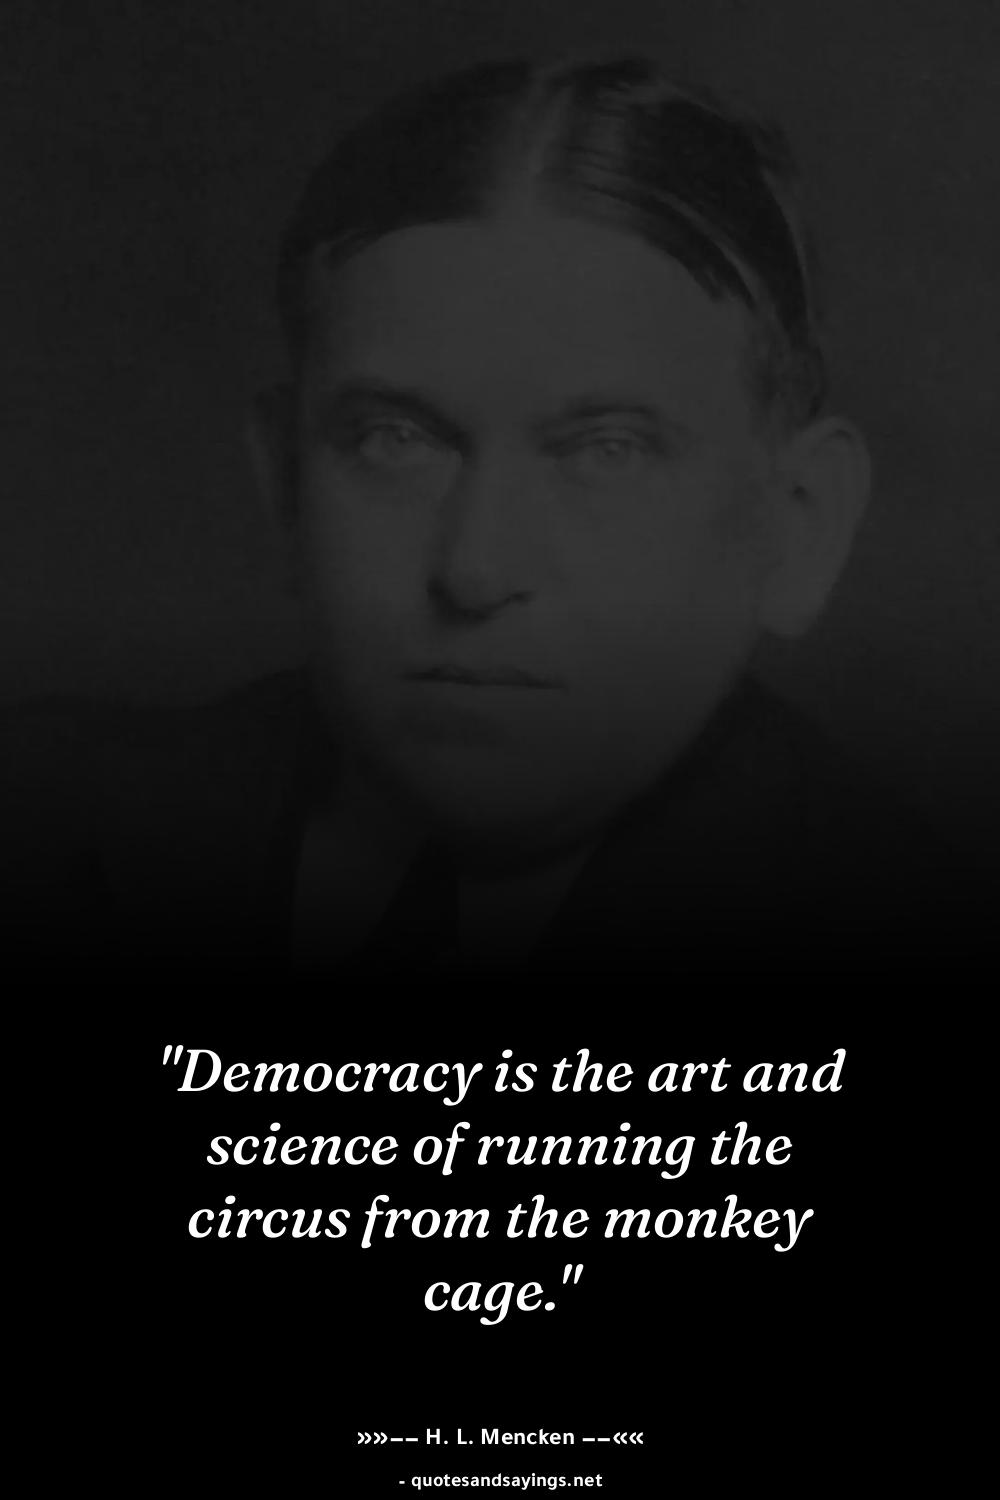 "Democracy is the art and
science of running the
circus from the monkey
cage."
»»–– H. L. Mencken ––««
- quotesandsayings.net